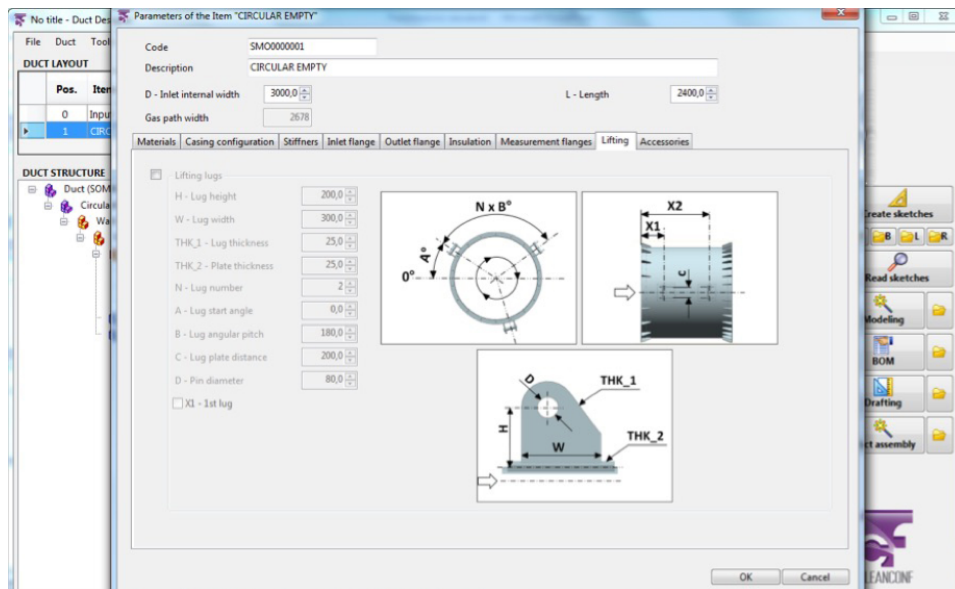 No title - Duct Des
Parameters of the Item "CIRCULAR EMPTY"
File Duct Tool
DUCT LAYOUT
Pos. Item
0 Inpu
1 CIRC
DUCT STRUCTURE
Duct (SOM
Circula
Wa
Code SMO0000001
Description CIRCULAR EMPTY
D - Inlet internal width 3000,0 L - Length 2400,0
Gas path width 2678
Materials Casing configuration Stiffners Inlet flange Outlet flange Insulation Measurement flanges Lifting Accessories
Lifting lugs
H - Lug height 200,0
W - Lug width 300,0
THK_1 - Lug thickness 25,0
THK_2 - Plate thickness 25,0
N - Lug number 2
A - Lug start angle 0,0
B - Lug angular pitch 180,0
C - Lug plate distance 200,0
D - Pin diameter 80,0
X1 - 1st lug
N x B°
A°
0°
X2
X1
C
D
THK_1
H
W
THK_2
OK Cancel
Create sketches
B L R
Read sketches
Modeling
BOM
Drafting
ct assembly
LEANCONF